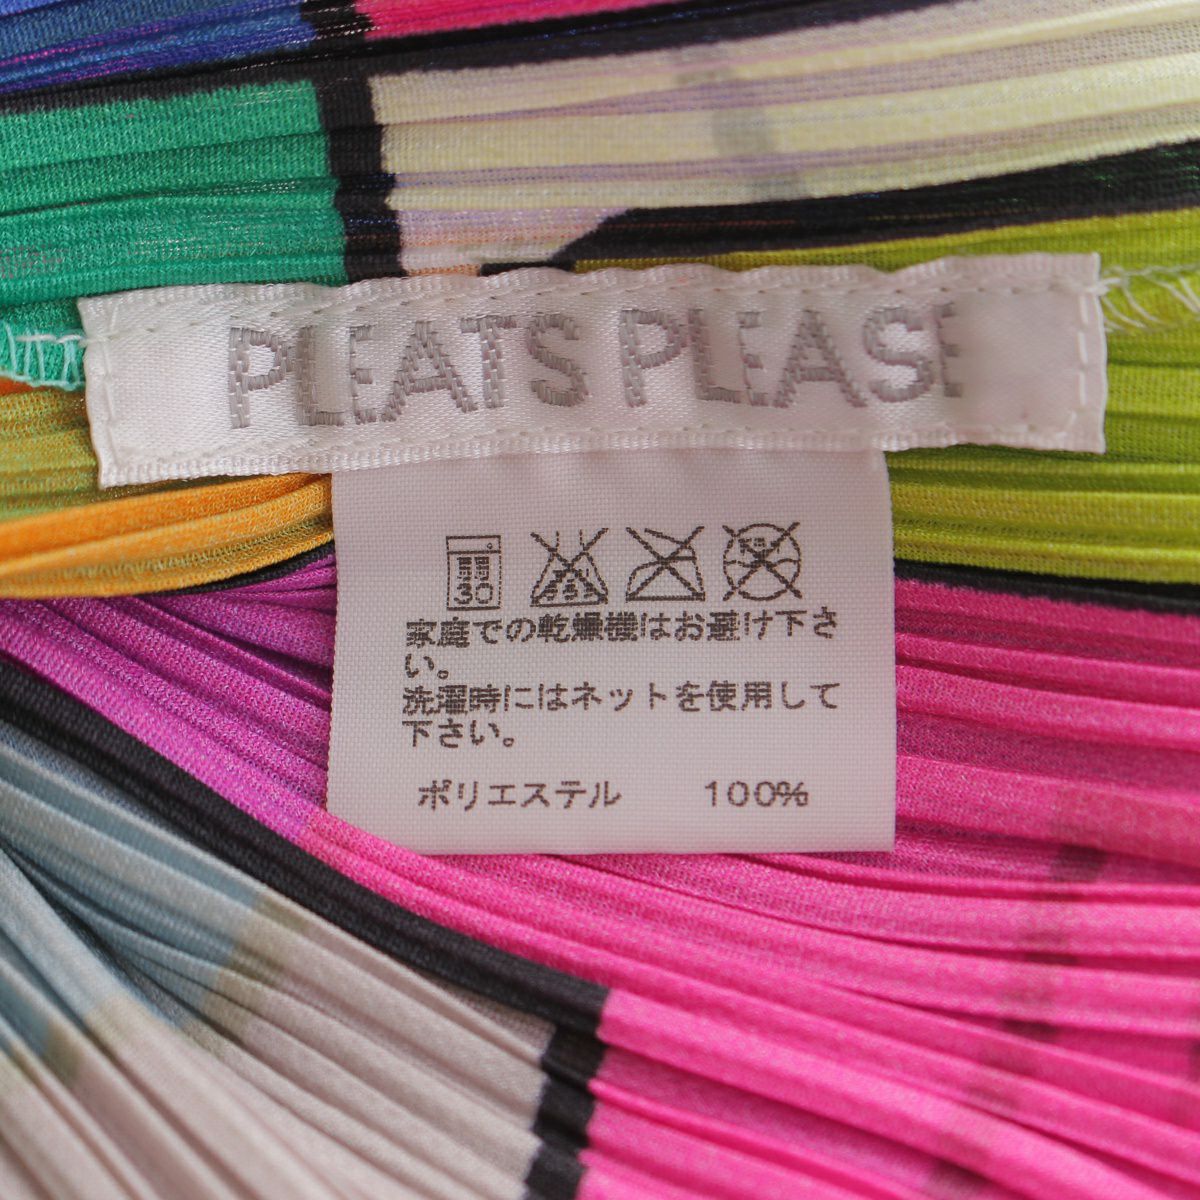 PLEATS PLEASE
30
家庭での乾燥機はお避け下さ
い。
洗濯時にはネットを使用して
下さい。
ポリエステル 100%